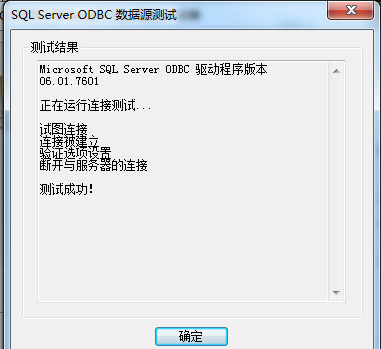 SQL Server ODBC 数据源测试
测试结果
Microsoft SQL Server ODBC 驱动程序版本
06.01.7601
正在运行连接测试...
试图连接
连接被建立
验证选项设置
断开与服务器的连接
测试成功!
确定